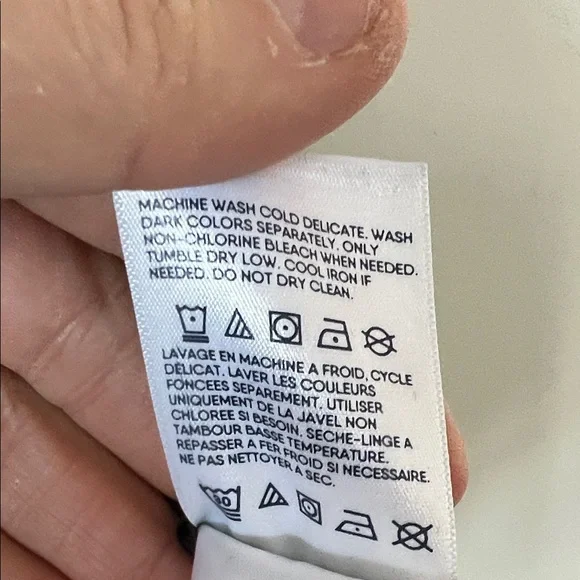 MACHINE WASH COLD DELICATE. WASH
DARK COLORS SEPARATELY. ONLY
NON-CHLORINE BLEACH WHEN NEEDED.
TUMBLE DRY LOW. COOL IRON IF
NEEDED. DO NOT DRY CLEAN.
LAVAGE EN MACHINE A FROID, CYCLE
DÉLICAT. LAVER LES COULEURS
FONCEES SEPAREMENT. UTILISER
UNIQUEMENT DE LA JAVEL NON
CHLOREE SI BESOIN. SECHE-LINGE A
TAMBOUR BASSE TEMPERATURE.
REPASSER A FER FROID SI NECESSAIRE.
NE PAS NETTOYER A SEC.
30